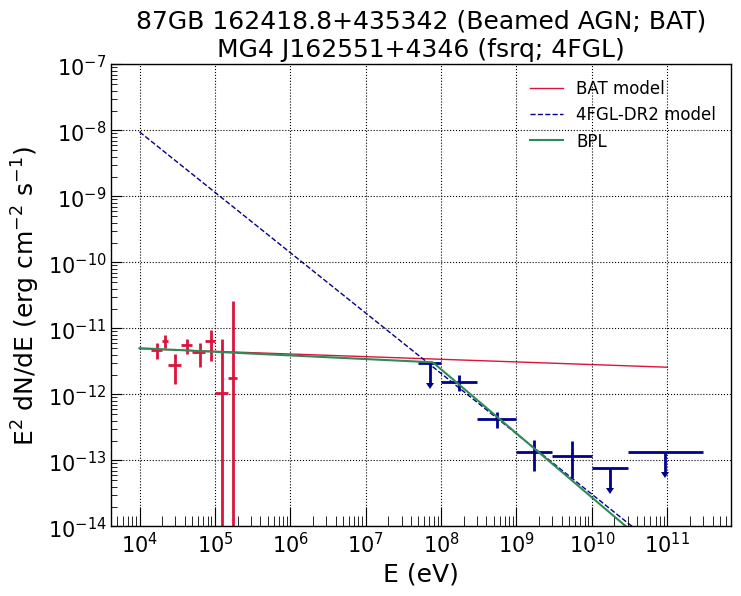 87GB 162418.8+435342 (Beamed AGN; BAT)
MG4 J162551+4346 (fsrq; 4FGL)
BAT model
4FGL-DR2 model
BPL
E² dN/dE (erg cm⁻² s⁻¹)
10⁻⁷
10⁻⁸
10⁻⁹
10⁻¹⁰
10⁻¹¹
10⁻¹²
10⁻¹³
10⁻¹⁴
10⁴ 10⁵ 10⁶ 10⁷ 10⁸ 10⁹ 10¹⁰ 10¹¹
E (eV)